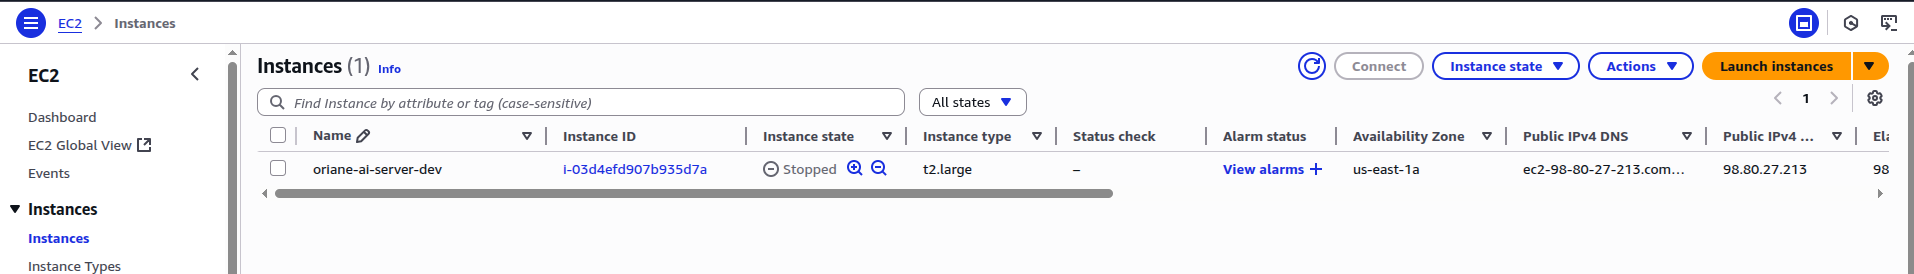 EC2 > Instances
EC2
Dashboard
EC2 Global View
Events
Instances
Instances
Instance Types
Instances (1) Info
Connect Instance state Actions Launch instances
Find Instance by attribute or tag (case-sensitive) All states 1
Name Instance ID Instance state Instance type Status check Alarm status Availability Zone Public IPv4 DNS Public IPv4 ... Ela
oriane-ai-server-dev i-03d4efd907b935d7a Stopped t2.large – View alarms + us-east-1a ec2-98-80-27-213.com... 98.80.27.213 98